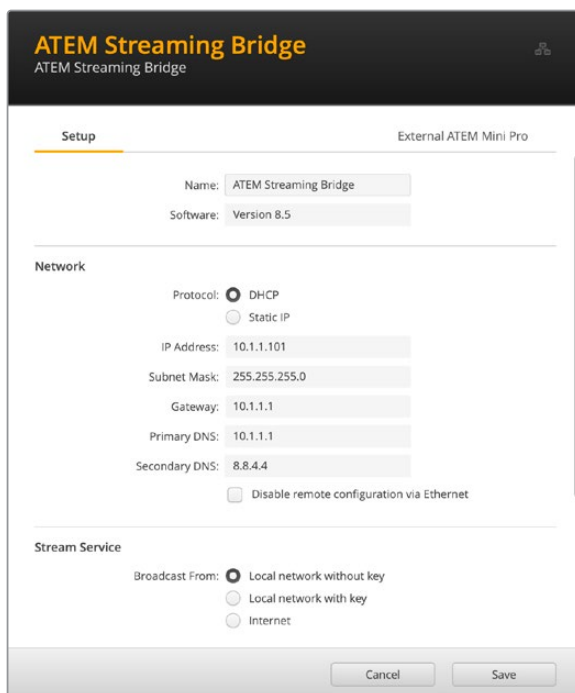 ATEM Streaming Bridge
ATEM Streaming Bridge
Setup External ATEM Mini Pro
Name: ATEM Streaming Bridge
Software: Version 8.5
Network
Protocol: DHCP
Static IP
IP Address: 10.1.1.101
Subnet Mask: 255.255.255.0
Gateway: 10.1.1.1
Primary DNS: 10.1.1.1
Secondary DNS: 8.8.4.4
Disable remote configuration via Ethernet
Stream Service
Broadcast From: Local network without key
Local network with key
Internet
Cancel Save